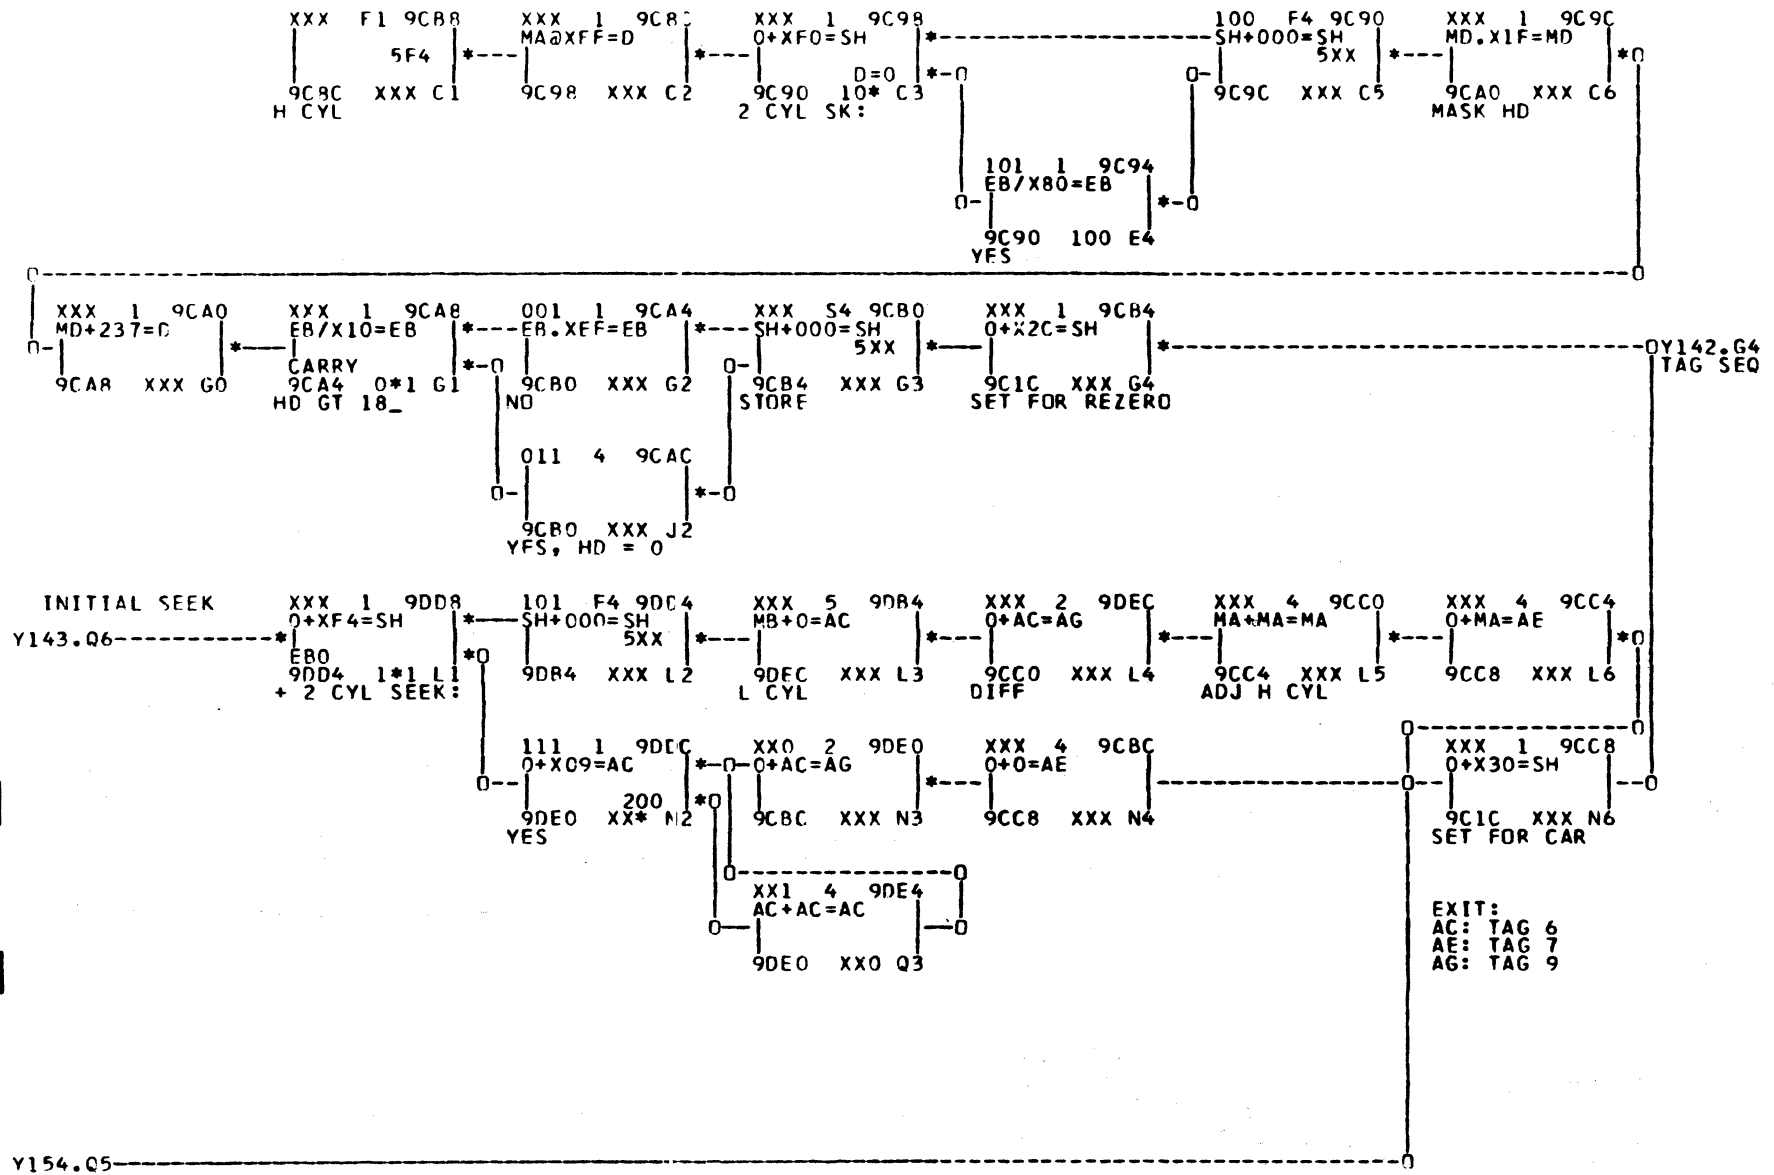 XXX F1 9CB8 XXX 1 9C8 XXX 1 9C98 100 F4 9C90 XXX 1 9C9C
MA@XFF=D 0+XF0=SH SH+000=SH MD.X1F=MD
5F4 5XX
D=0
9C8C XXX C1 9C98 XXX C2 9C90 10* C3 9C9C XXX C5 9CA0 XXX C6
H CYL 2 CYL SK: MASK HD
101 1 9C94
EB/X80=EB
9C90 100 E4
YES
XXX 1 9CA0 XXX 1 9CA8 001 1 9CA4 XXX S4 9CB0 XXX 1 9CB4
MD+237=D EB/X10=EB EB.XEF=EB SH+000=SH 0+X2C=SH
5XX Y142.G4
CARRY TAG SEQ
9CA8 XXX G0 9CA4 0*1 G1 9CB0 XXX G2 9CB4 XXX G3 9C1C XXX G4
HD GT 18_ NO STORE SET FOR REZERO
011 4 9CAC
9CB0 XXX J2
YES, HD = 0
INITIAL SEEK XXX 1 9DD8 101 F4 9DD4 XXX 5 9DB4 XXX 2 9DEC XXX 4 9CC0 XXX 4 9CC4
0+XF4=SH SH+000=SH MB+0=AC 0+AC=AG MA+MA=MA 0+MA=AE
Y143.Q6 5XX
EB0
9DD4 1*1 L1 9DB4 XXX L2 9DEC XXX L3 9CC0 XXX L4 9CC4 XXX L5 9CC8 XXX L6
+ 2 CYL SEEK: L CYL DIFF ADJ H CYL
111 1 9DDC XX0 2 9DE0 XXX 4 9CBC XXX 1 9CC8
0+X09=AC 0+AC=AG 0+0=AE 0+X30=SH
200
9DE0 XX* N2 9CBC XXX N3 9CC8 XXX N4 9C1C XXX N6
YES SET FOR CAR
XX1 4 9DE4
AC+AC=AC
9DE0 XX0 Q3
EXIT:
AC: TAG 6
AE: TAG 7
AG: TAG 9
Y154.Q5